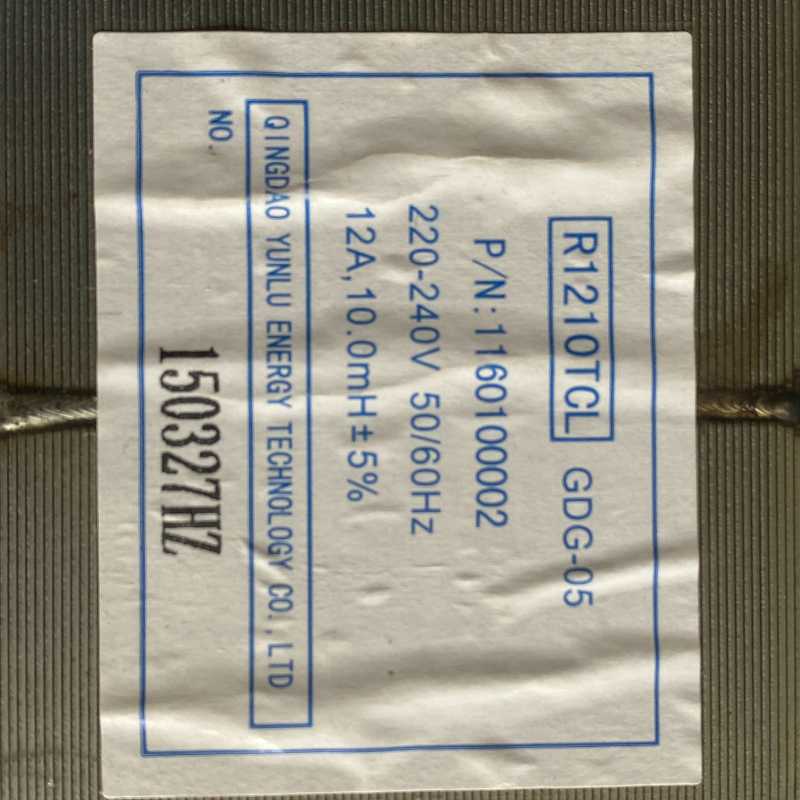 R1210TCL GDG-05
P/N:1160100002
220-240V 50/60Hz
12A,10.0mH±5%
QINGDAO YUNLU ENERGY TECHNOLOGY CO.,LTD
NO.
150327HZ